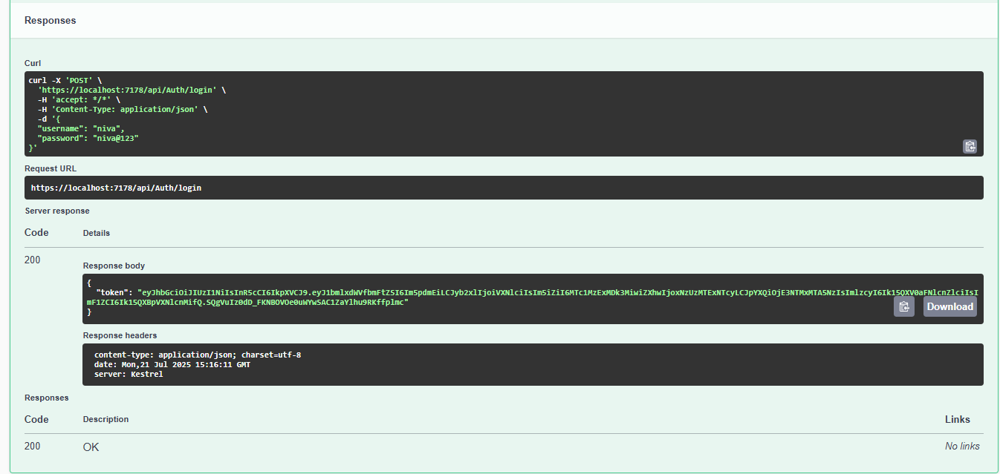 Responses
Curl
curl -X 'POST' \
'https://localhost:7178/api/Auth/login' \
-H 'accept: */*' \
-H 'Content-Type: application/json' \
-d '{
"username": "niva",
"password": "niva@123"
}'
Request URL
https://localhost:7178/api/Auth/login
Server response
Code Details
200
Response body
{
"token": "eyJhbGciOiJIUzI1NiIsInR5cCI6IkpXVCJ9.eyJ1bmlxdWVfbmFtZSI6Im5pdmEiLCJyb2xlIjoiVXNlciIsIm5iZiI6MTc1MzExMDk3MiwiZXhwIjoxNzUzMTExNTcyLCJpYXQiOjE3NTMxMTA5NzIsImlzcyI6Ik15QXV0aFNlcnZlciIsI
mF1ZCI6Ik15QXBpVXNlcnMifQ.SQgVuIz0dD_FKNBOVOe0uWYw5AC1ZaYlhu9RKffplmc"
}
Download
Response headers
content-type: application/json; charset=utf-8
date: Mon,21 Jul 2025 15:16:11 GMT
server: Kestrel
Responses
Code Description Links
200 OK No links